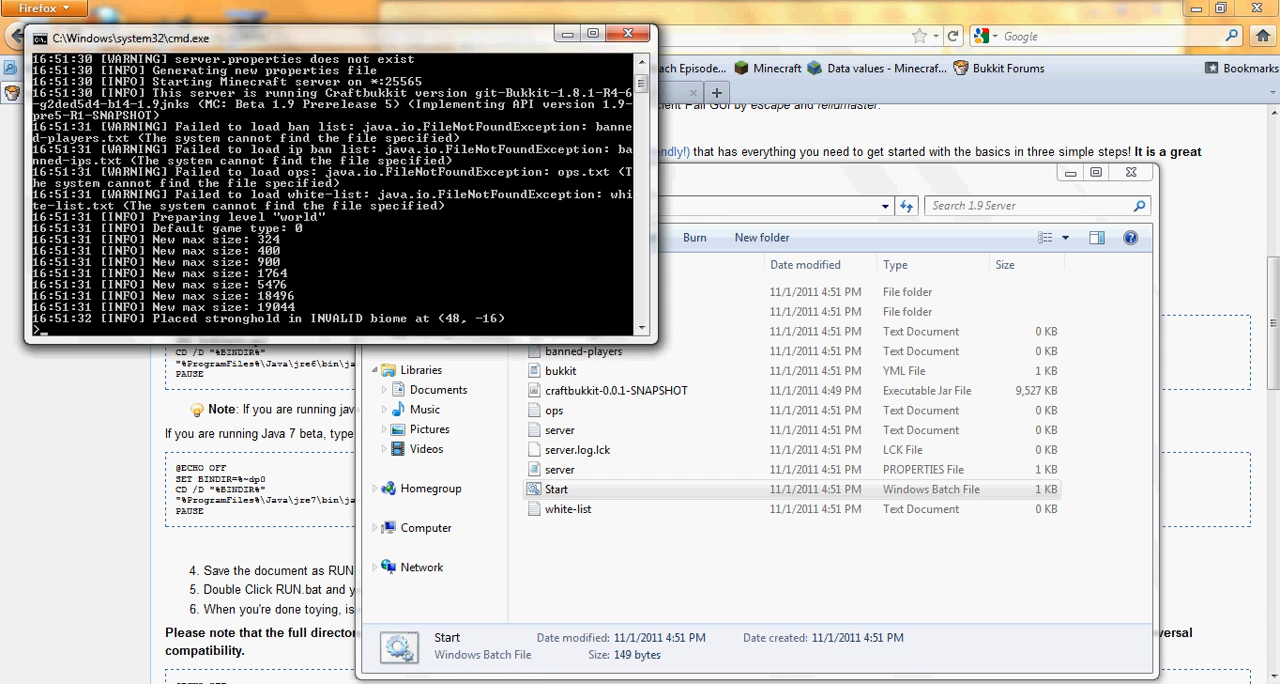 Firefox
C:\Windows\system32\cmd.exe
16:51:30 [WARNING] server.properties does not exist
16:51:30 [INFO] Generating new properties file
16:51:30 [INFO] Starting Minecraft server on *:25565
16:51:30 [INFO] This server is running Craftbukkit version git-Bukkit-1.8.1-R4-6
-g2ded5d4-b14-1.9jnks (MC: Beta 1.9 Prerelease 5) (Implementing API version 1.9-
pre5-R1-SNAPSHOT)
16:51:31 [WARNING] Failed to load ban list: java.io.FileNotFoundException: banne
d-players.txt (The system cannot find the file specified)
16:51:31 [WARNING] Failed to load ip ban list: java.io.FileNotFoundException: ba
nned-ips.txt (The system cannot find the file specified)
16:51:31 [WARNING] Failed to load ops: java.io.FileNotFoundException: ops.txt (T
he system cannot find the file specified)
16:51:31 [WARNING] Failed to load white-list: java.io.FileNotFoundException: whi
te-list.txt (The system cannot find the file specified)
16:51:31 [INFO] Preparing level "world"
16:51:31 [INFO] Default game type: 0
16:51:31 [INFO] New max size: 324
16:51:31 [INFO] New max size: 400
16:51:31 [INFO] New max size: 900
16:51:31 [INFO] New max size: 1764
16:51:31 [INFO] New max size: 5476
16:51:31 [INFO] New max size: 18496
16:51:31 [INFO] New max size: 19044
16:51:32 [INFO] Placed stronghold in INVALID biome at (48, -16)
>_
Google
ach Episode... Minecraft Data values - Minecraf... Bukkit Forums Bookmarks
GUI by escape and
endly!) that has everything you need to get started with the basics in three simple steps! It is a great
Search 1.9 Server
Burn New folder
Date modified Type Size
11/1/2011 4:51 PM File folder
11/1/2011 4:51 PM File folder
11/1/2011 4:51 PM Text Document 0 KB
banned-players 11/1/2011 4:51 PM Text Document 0 KB
bukkit 11/1/2011 4:51 PM YML File 1 KB
craftbukkit-0.0.1-SNAPSHOT 11/1/2011 4:49 PM Executable Jar File 9,527 KB
ops 11/1/2011 4:51 PM Text Document 0 KB
server 11/1/2011 4:51 PM Text Document 0 KB
server.log.lck 11/1/2011 4:51 PM LCK File 0 KB
server 11/1/2011 4:51 PM PROPERTIES File 1 KB
Start 11/1/2011 4:51 PM Windows Batch File 1 KB
white-list 11/1/2011 4:51 PM Text Document 0 KB
Libraries
Documents
Music
Pictures
Videos
Homegroup
Computer
Network
Start Date modified: 11/1/2011 4:51 PM Date created: 11/1/2011 4:51 PM
Windows Batch File Size: 149 bytes
CD /D "%BINDIR%"
"%ProgramFiles%\Java\jre6\bin\ja
PAUSE
Note: If you are running jav
If you are running Java 7 beta, type
@ECHO OFF
SET BINDIR=%~dp0
CD /D "%BINDIR%"
"%ProgramFiles%\Java\jre7\bin\ja
PAUSE
4. Save the document as RUN
5. Double Click RUN.bat and y
6. When you're done toying, is
Please note that the full director
versal
compatibility.